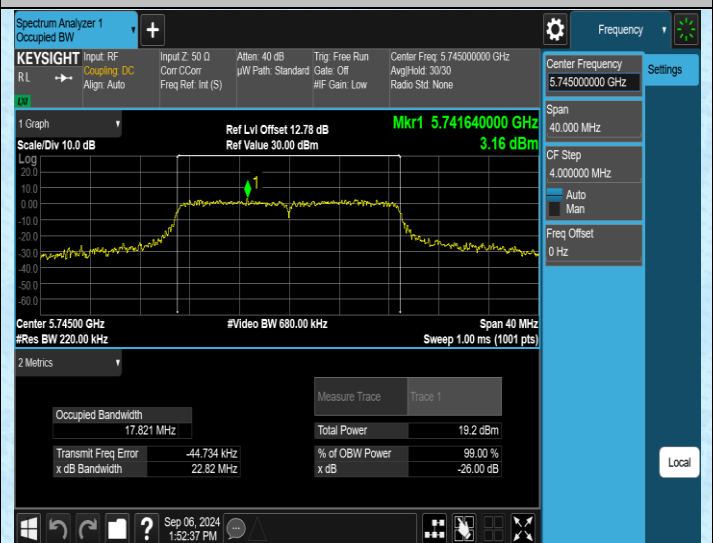 Spectrum Analyzer 1
Occupied BW
+
Frequency
KEYSIGHT
R L
LW
Input: RF
Coupling: DC
Align: Auto
Input Z: 50 Ω
Corr CCorr
Freq Ref: Int (S)
Atten: 40 dB
µW Path: Standard
Trig: Free Run
Gate: Off
#IF Gain: Low
Center Freq: 5.745000000 GHz
Avg|Hold: 30/30
Radio Std: None
Center Frequency
5.745000000 GHz
Settings
Span
40.000 MHz
CF Step
4.000000 MHz
Auto
Man
Freq Offset
0 Hz
1 Graph
Scale/Div 10.0 dB
Ref Lvl Offset 12.78 dB
Ref Value 30.00 dBm
Mkr1 5.741640000 GHz
3.16 dBm
Log
20.0
10.0
0.00
-10.0
-20.0
-30.0
-40.0
-50.0
-60.0
1
Center 5.74500 GHz
#Res BW 220.00 kHz
#Video BW 680.00 kHz
Span 40 MHz
Sweep 1.00 ms (1001 pts)
2 Metrics
Measure Trace
Trace 1
Occupied Bandwidth
17.821 MHz
Total Power
19.2 dBm
Transmit Freq Error
-44.734 kHz
% of OBW Power
99.00 %
x dB Bandwidth
22.82 MHz
x dB
-26.00 dB
Local
?
Sep 06, 2024
1:52:37 PM